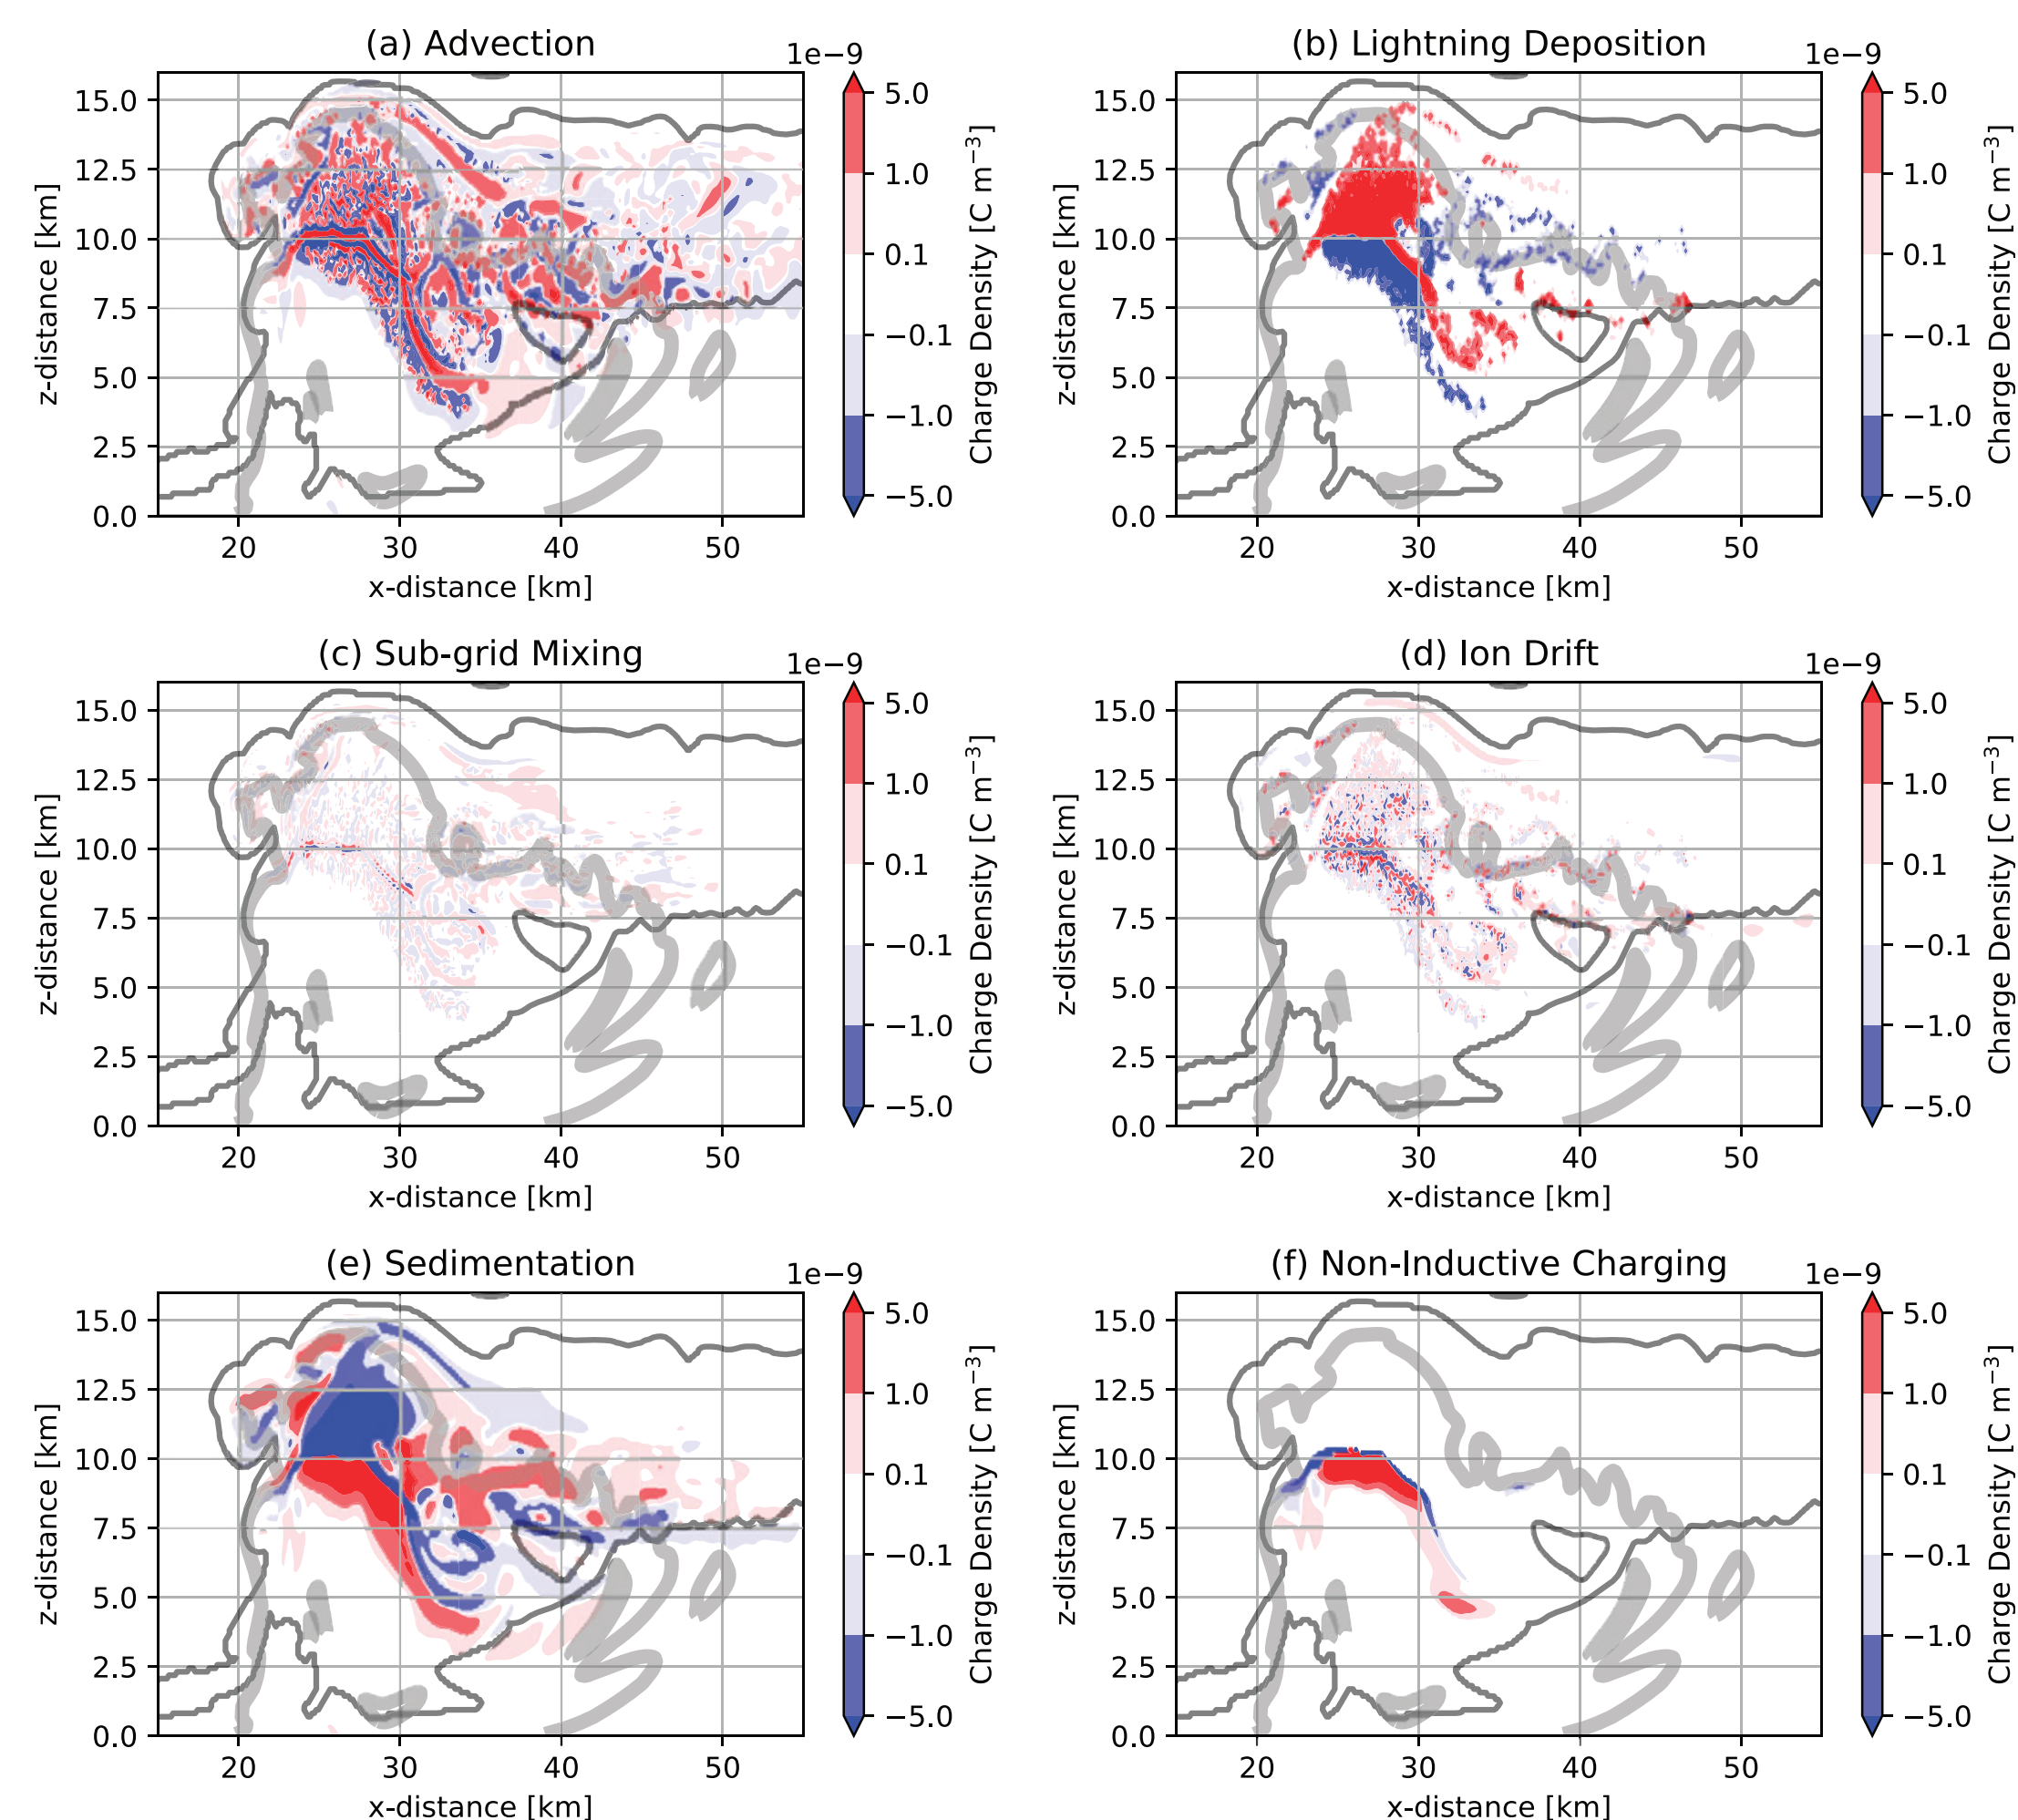 (a) Advection
1e−9
15.0
12.5
10.0
7.5
5.0
2.5
0.0
z-distance [km]
20 30 40 50
x-distance [km]
5.0
1.0
0.1
−0.1
−1.0
−5.0
Charge Density [C m⁻³]
(b) Lightning Deposition
1e−9
15.0
12.5
10.0
7.5
5.0
2.5
0.0
z-distance [km]
20 30 40 50
x-distance [km]
5.0
1.0
0.1
−0.1
−1.0
−5.0
Charge Density [C m⁻³]
(c) Sub-grid Mixing
1e−9
15.0
12.5
10.0
7.5
5.0
2.5
0.0
z-distance [km]
20 30 40 50
x-distance [km]
5.0
1.0
0.1
−0.1
−1.0
−5.0
Charge Density [C m⁻³]
(d) Ion Drift
1e−9
15.0
12.5
10.0
7.5
5.0
2.5
0.0
z-distance [km]
20 30 40 50
x-distance [km]
5.0
1.0
0.1
−0.1
−1.0
−5.0
Charge Density [C m⁻³]
(e) Sedimentation
1e−9
15.0
12.5
10.0
7.5
5.0
2.5
0.0
z-distance [km]
20 30 40 50
x-distance [km]
5.0
1.0
0.1
−0.1
−1.0
−5.0
Charge Density [C m⁻³]
(f) Non-Inductive Charging
1e−9
15.0
12.5
10.0
7.5
5.0
2.5
0.0
z-distance [km]
20 30 40 50
x-distance [km]
5.0
1.0
0.1
−0.1
−1.0
−5.0
Charge Density [C m⁻³]